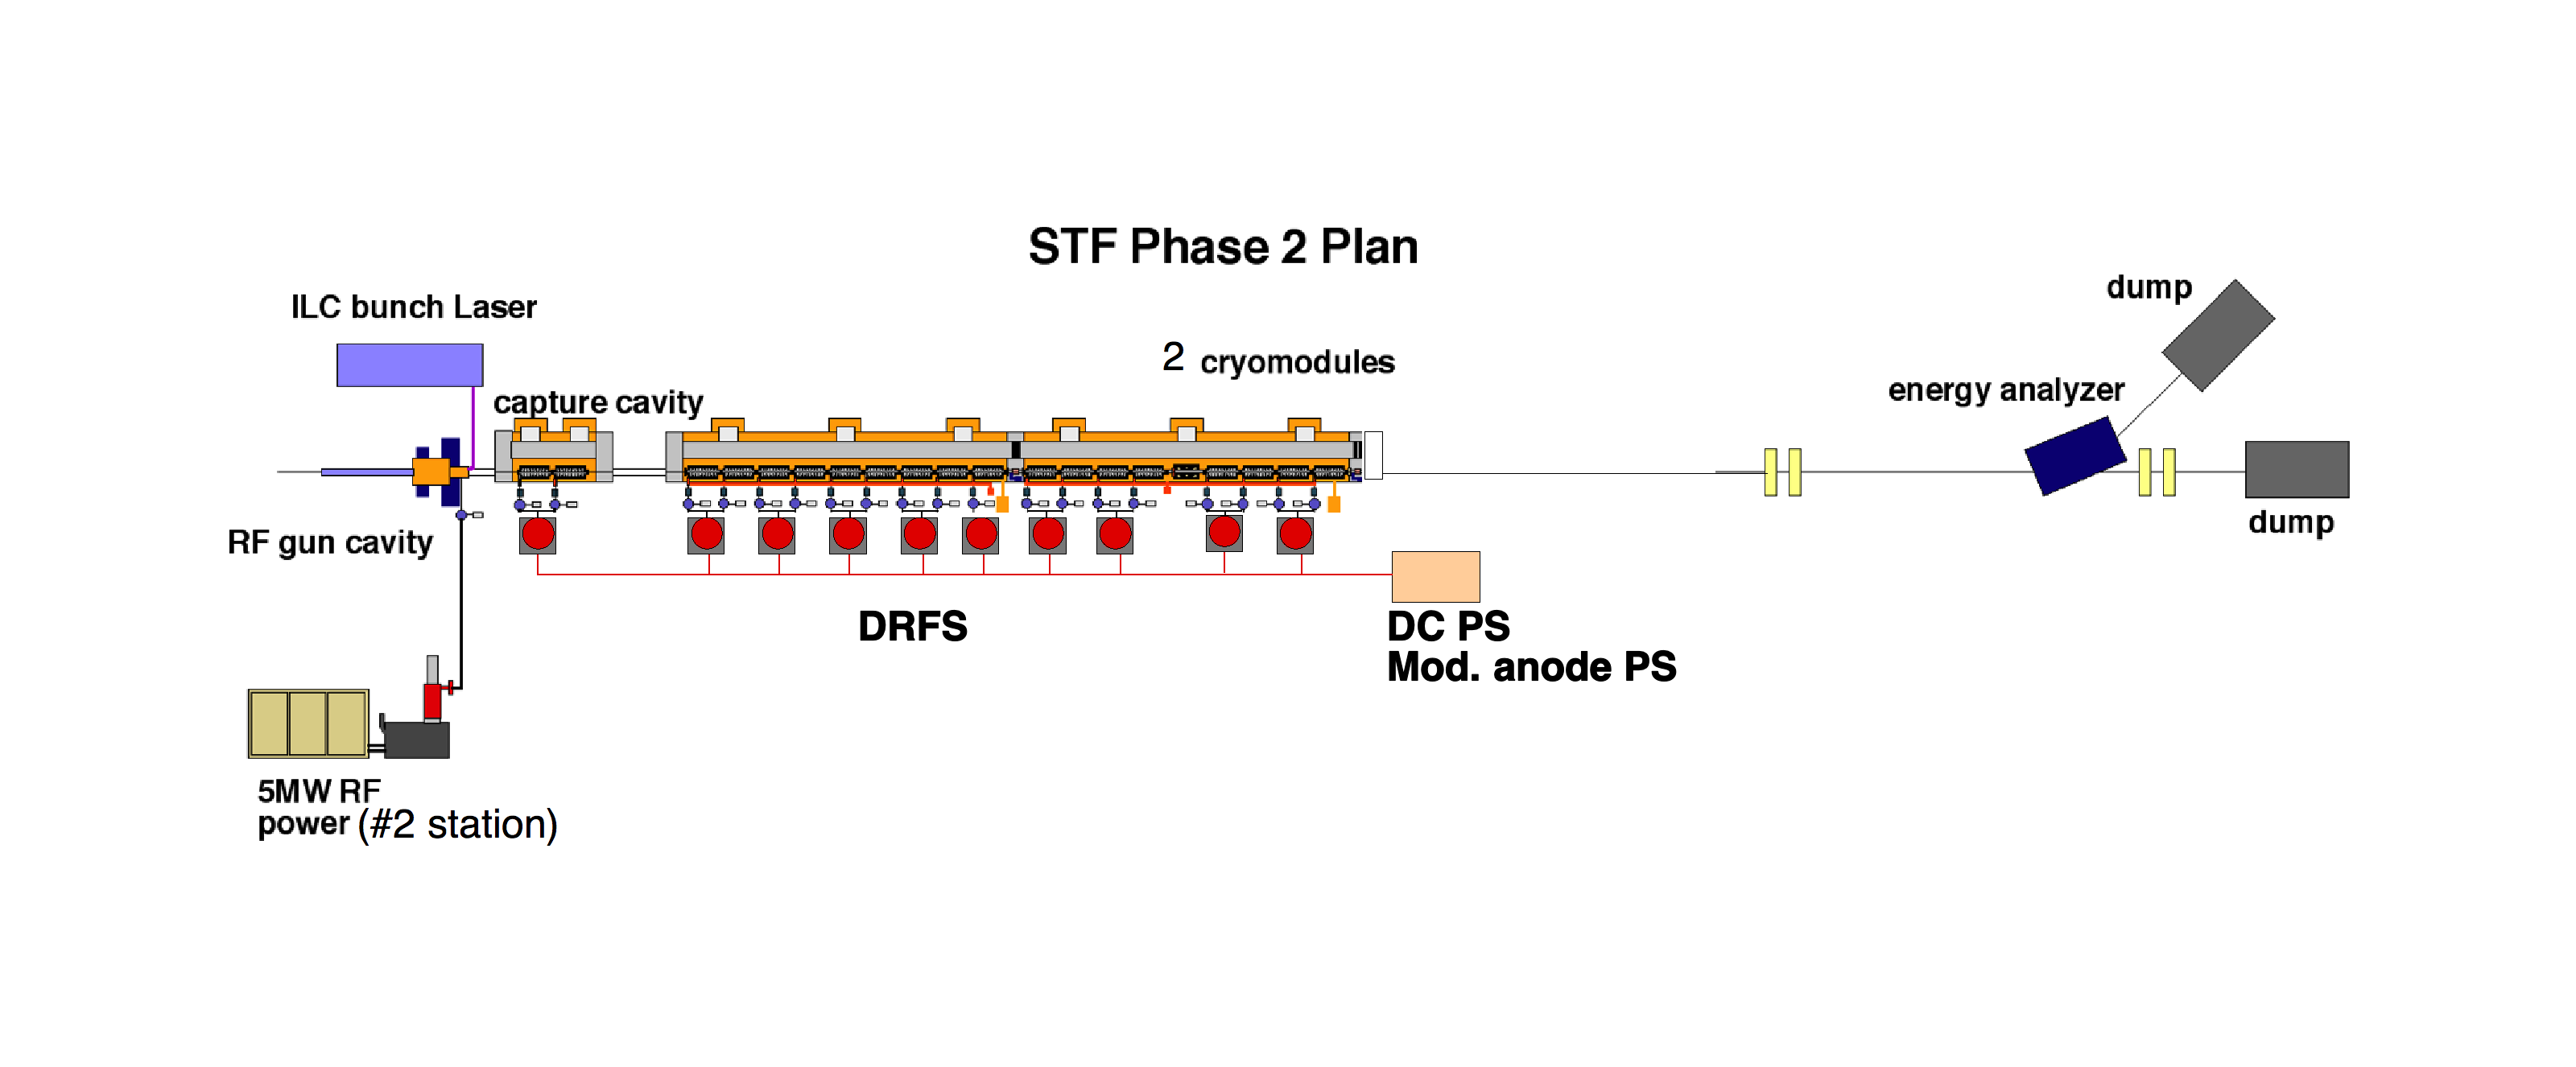 STF Phase 2 Plan
ILC bunch Laser
dump
2 cryomodules
energy analyzer
capture cavity
RF gun cavity
dump
DRFS
DC PS
Mod. anode PS
5MW RF
power (#2 station)